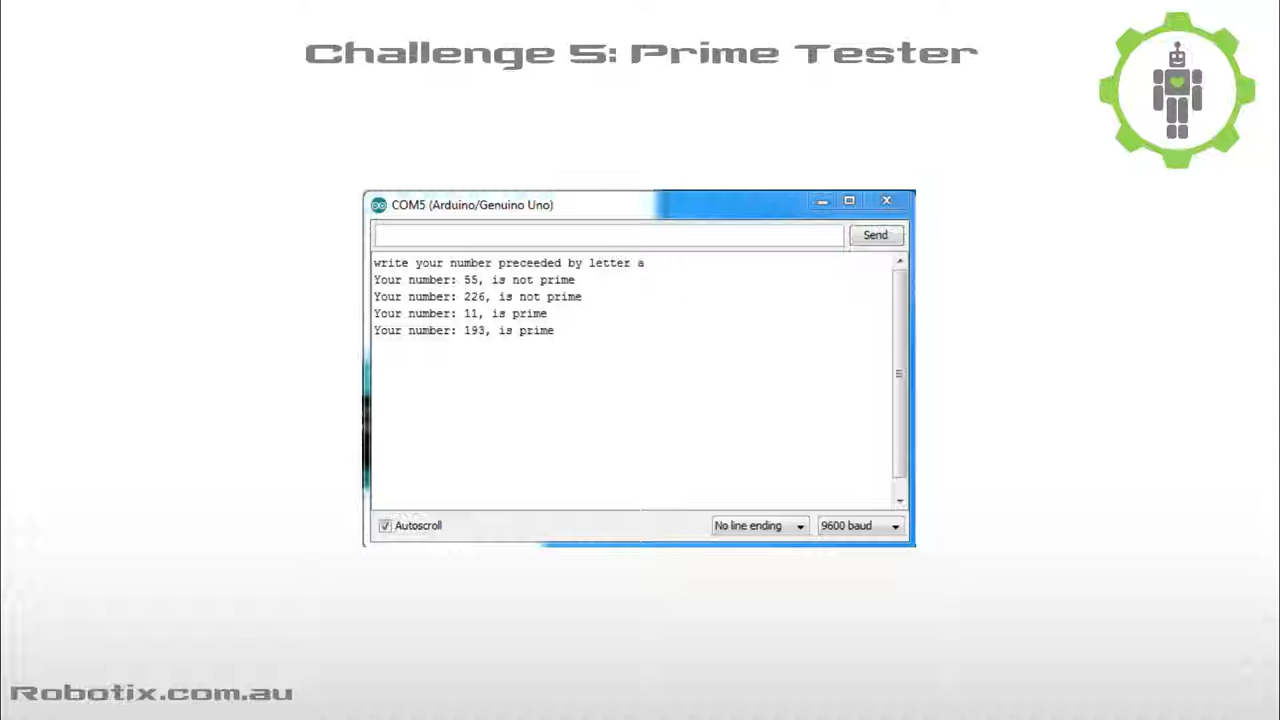 Challenge 5: Prime Tester
COM5 (Arduino/Genuino Uno)
Send
write your number preceeded by letter a
Your number: 55, is not prime
Your number: 226, is not prime
Your number: 11, is prime
Your number: 193, is prime
Autoscroll
No line ending
9600 baud
Robotix.com.au